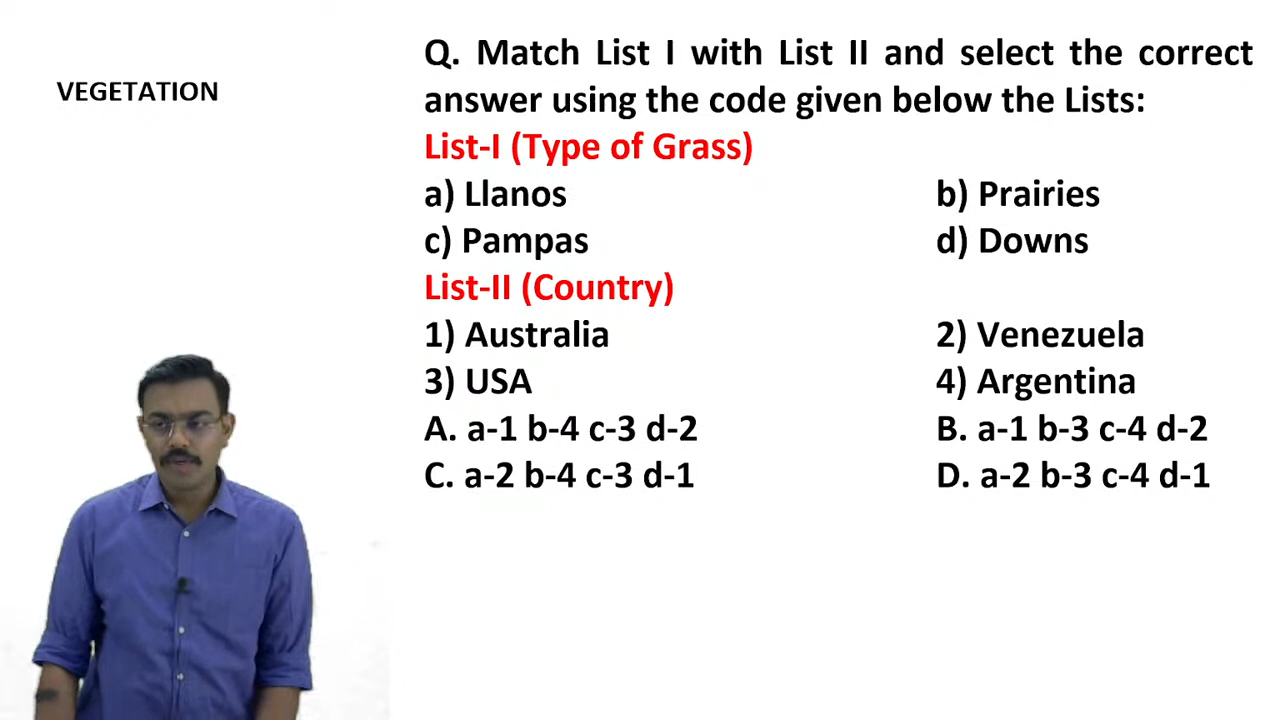 VEGETATION
Q. Match List I with List II and select the correct
answer using the code given below the Lists:
List-I (Type of Grass)
a) Llanos b) Prairies
c) Pampas d) Downs
List-II (Country)
1) Australia 2) Venezuela
3) USA 4) Argentina
A. a-1 b-4 c-3 d-2 B. a-1 b-3 c-4 d-2
C. a-2 b-4 c-3 d-1 D. a-2 b-3 c-4 d-1